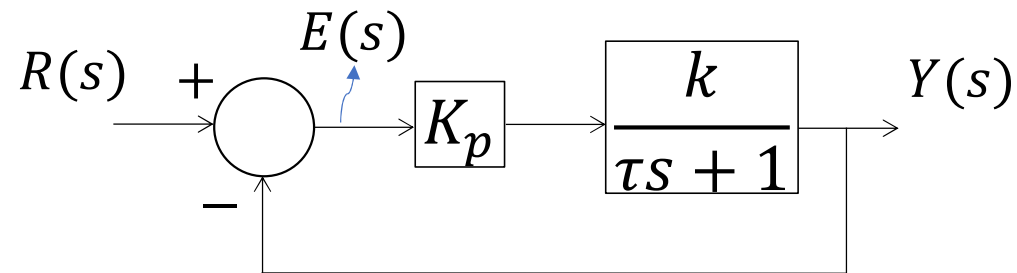 R(s)
+
−
E(s)
K_p
k
τs + 1
Y(s)